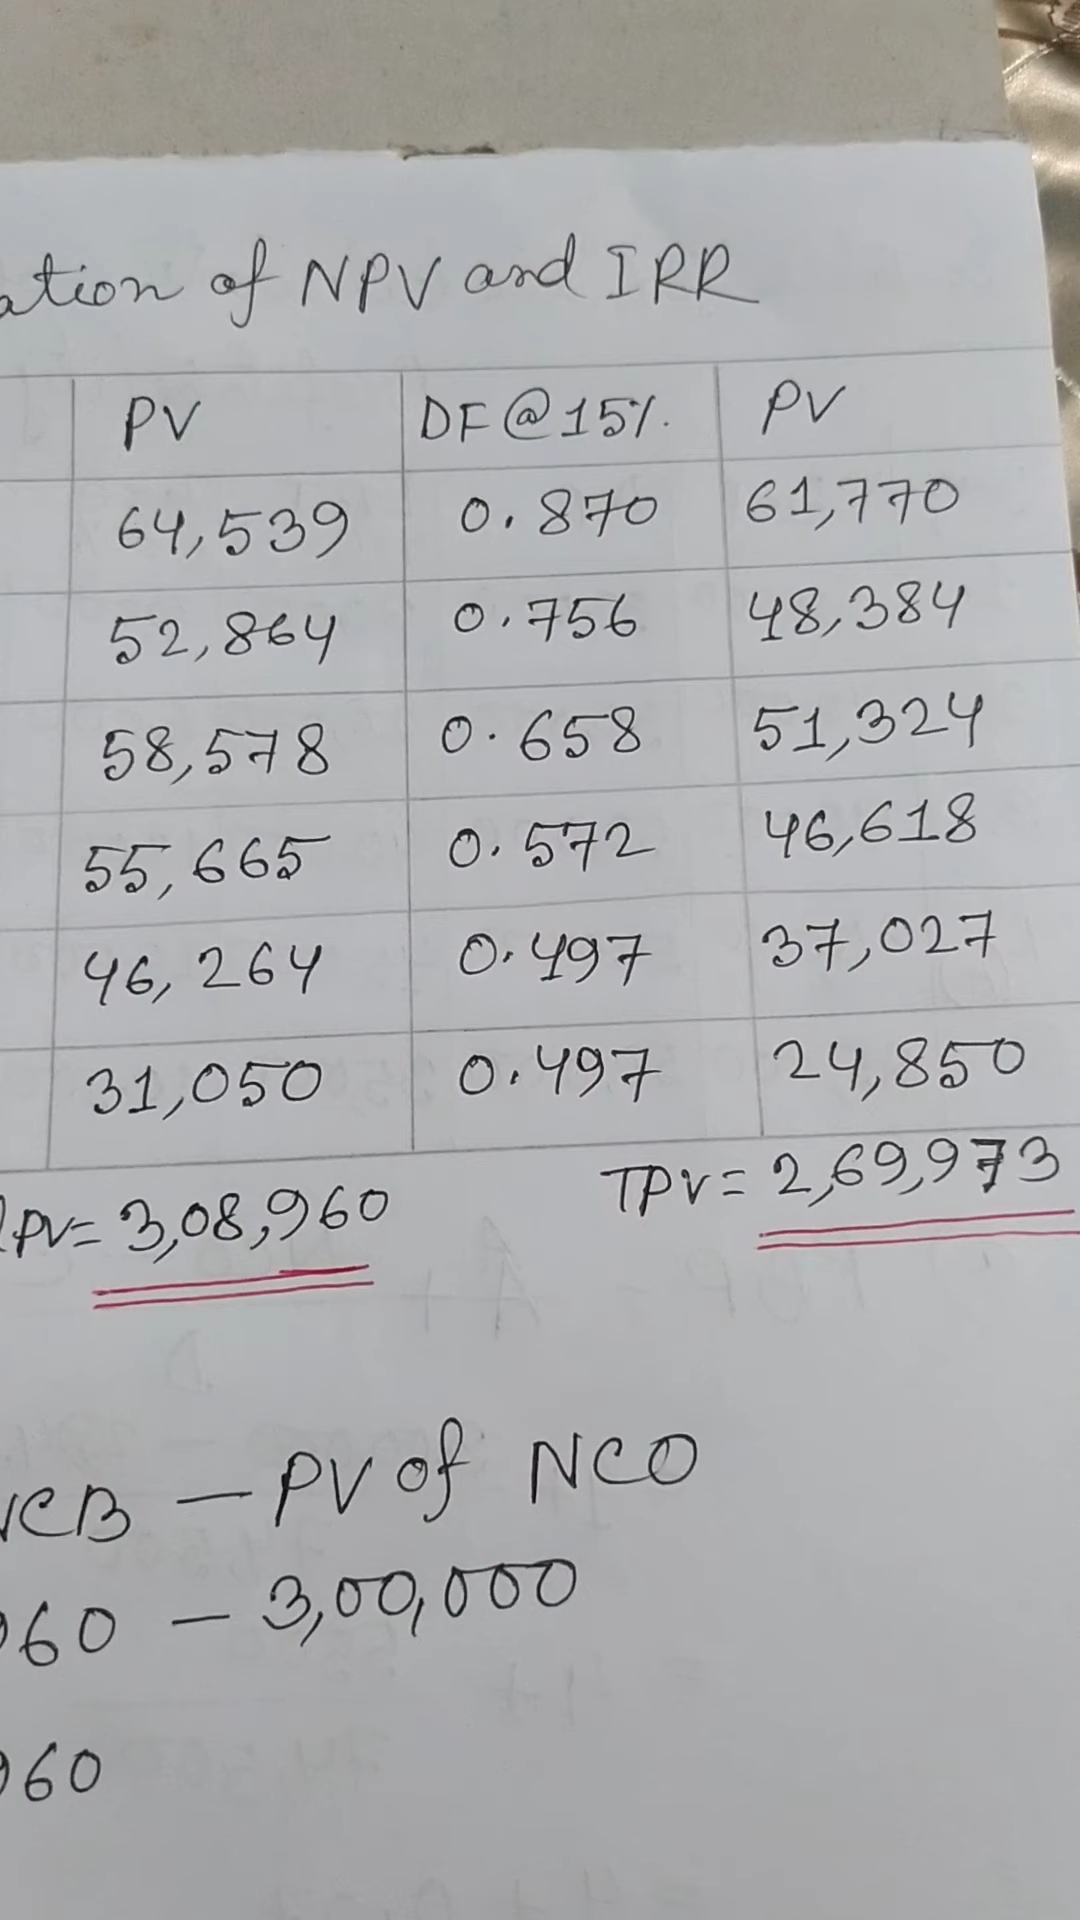 ation of NPV and IRR
PV DF@15%. PV
64,539 0.870 61,770
52,864 0.756 48,384
58,578 0.658 51,324
55,665 0.572 46,618
46,264 0.497 37,027
31,050 0.497 24,850
PV= 3,08,960 TPV= 2,69,973
CB - PV of NCO
960 - 3,00,000
960